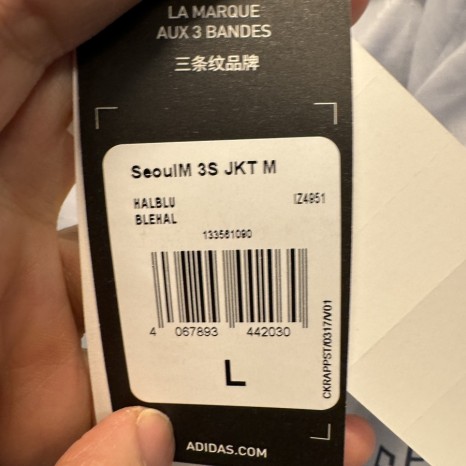 LA MARQUE
AUX 3 BANDES
三条纹品牌
SeoulM 3S JKT M
HALBLU
BLEHAL
IZ4951
133561090
4 067893 442030
L
CKRAPPST/0317/V01
ADIDAS.COM